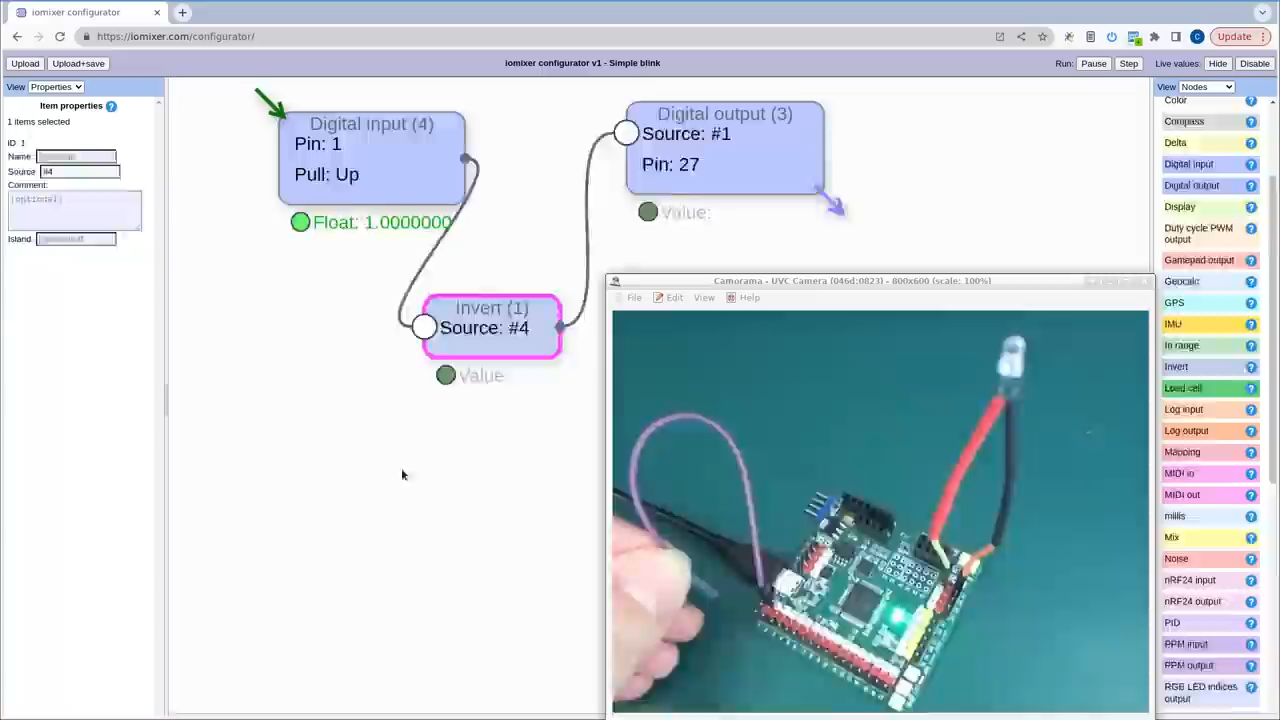 iomixer configurator
https://iomixer.com/configurator/
C
Update
Upload
Upload+save
iomixer configurator v1 - Simple blink
Run:
Pause
Step
Live values:
Hide
Disable
View
Properties
Item properties
1 items selected
ID 1
Name
Source #4
Comment:
(optional)
Island
Digital input (4)
Pin: 1
Pull: Up
Float: 1.0000000
Digital output (3)
Source: #1
Pin: 27
Value:
Invert (1)
Source: #4
Value
Camorama - UVC Camera (046d:0823) - 800x600 (scale: 100%)
File
Edit
View
Help
View
Nodes
Color
Compass
Delta
Digital input
Digital output
Display
Duty cycle PWM
output
Gamepad output
Geocalc
GPS
IMU
In range
Invert
Load cell
Log input
Log output
Mapping
MIDI in
MIDI out
millis
Mix
Noise
nRF24 input
nRF24 output
PID
PPM input
PPM output
RGB LED indices
output